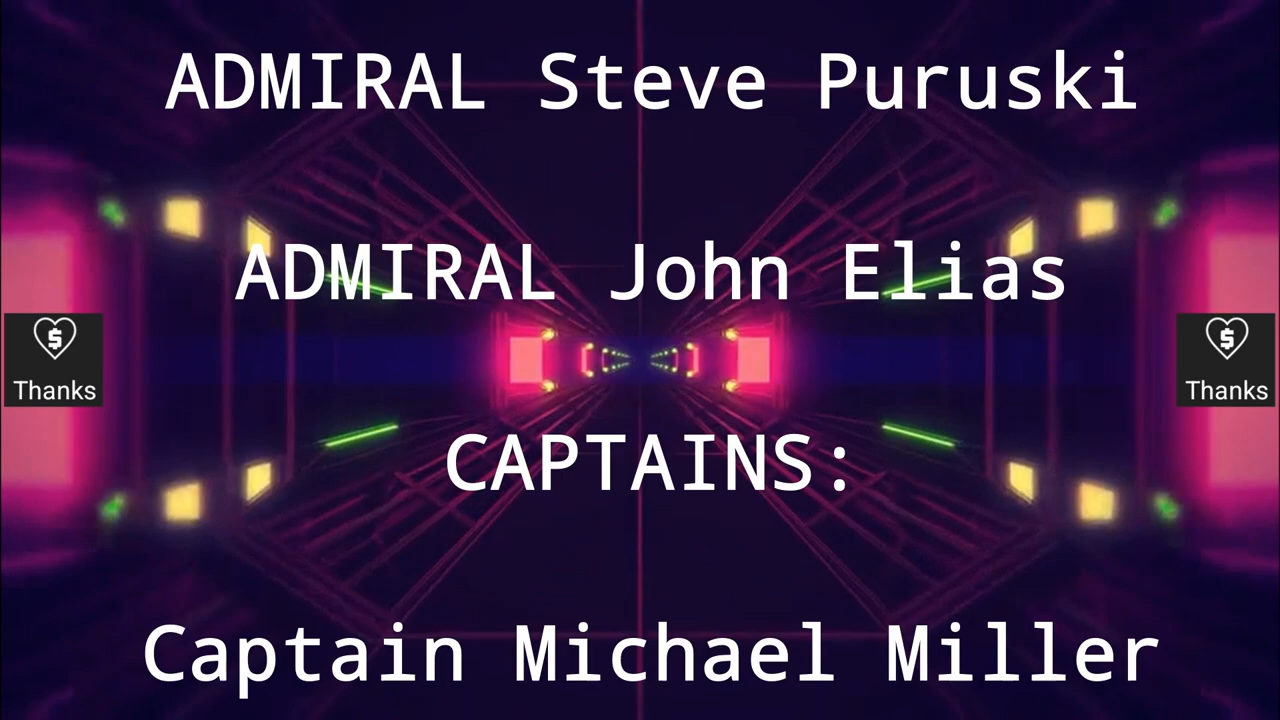 ADMIRAL Steve Puruski
ADMIRAL John Elias
$ $
Thanks Thanks
CAPTAINS:
Captain Michael Miller